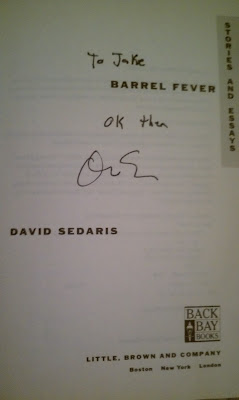 STORIES AND ESSAYS
To Jake
BARREL FEVER
OK then
DAVID SEDARIS
BACK
BAY
BOOKS
LITTLE, BROWN AND COMPANY
Boston New York London